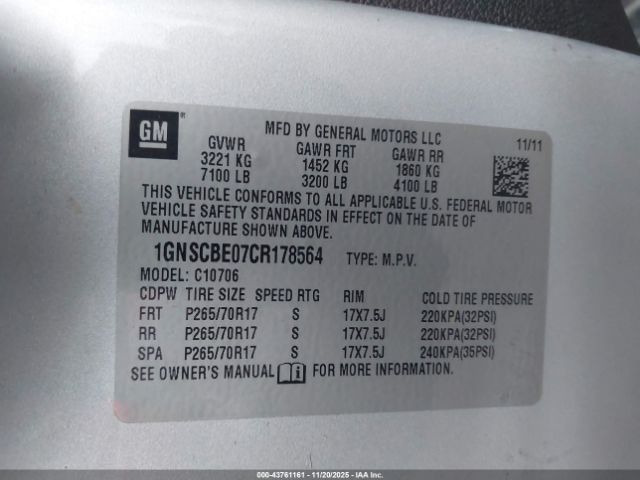 GM
®
MFD BY GENERAL MOTORS LLC
11/11
GVWR GAWR FRT GAWR RR
3221 KG 1452 KG 1860 KG
7100 LB 3200 LB 4100 LB
THIS VEHICLE CONFORMS TO ALL APPLICABLE U.S. FEDERAL MOTOR
VEHICLE SAFETY STANDARDS IN EFFECT ON THE DATE OF
MANUFACTURE SHOWN ABOVE.
1GNSCBE07CR178564 TYPE: M.P.V.
MODEL: C10706
CDPW TIRE SIZE SPEED RTG RIM COLD TIRE PRESSURE
FRT P265/70R17 S 17X7.5J 220KPA(32PSI)
RR P265/70R17 S 17X7.5J 220KPA(32PSI)
SPA P265/70R17 S 17X7.5J 240KPA(35PSI)
SEE OWNER'S MANUAL i FOR MORE INFORMATION.
000-43761161 - 11/20/2025 - IAAI, Inc.